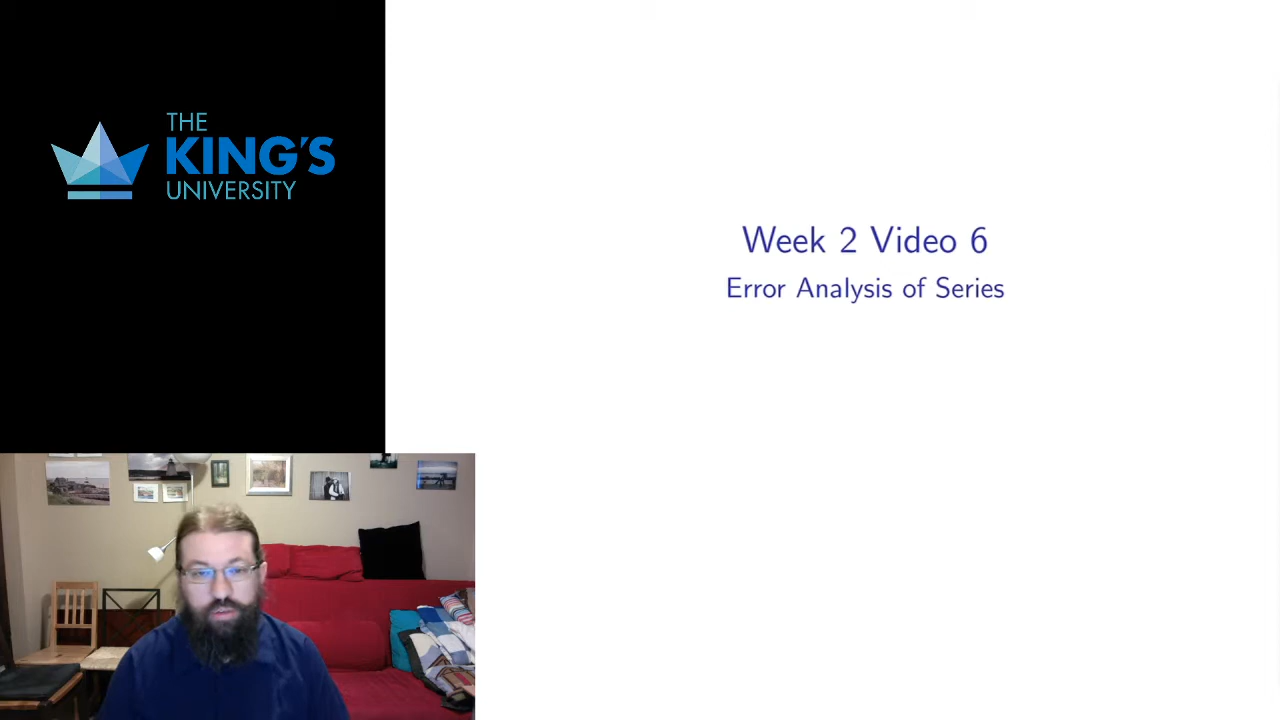 THE
KING'S
UNIVERSITY
Week 2 Video 6
Error Analysis of Series